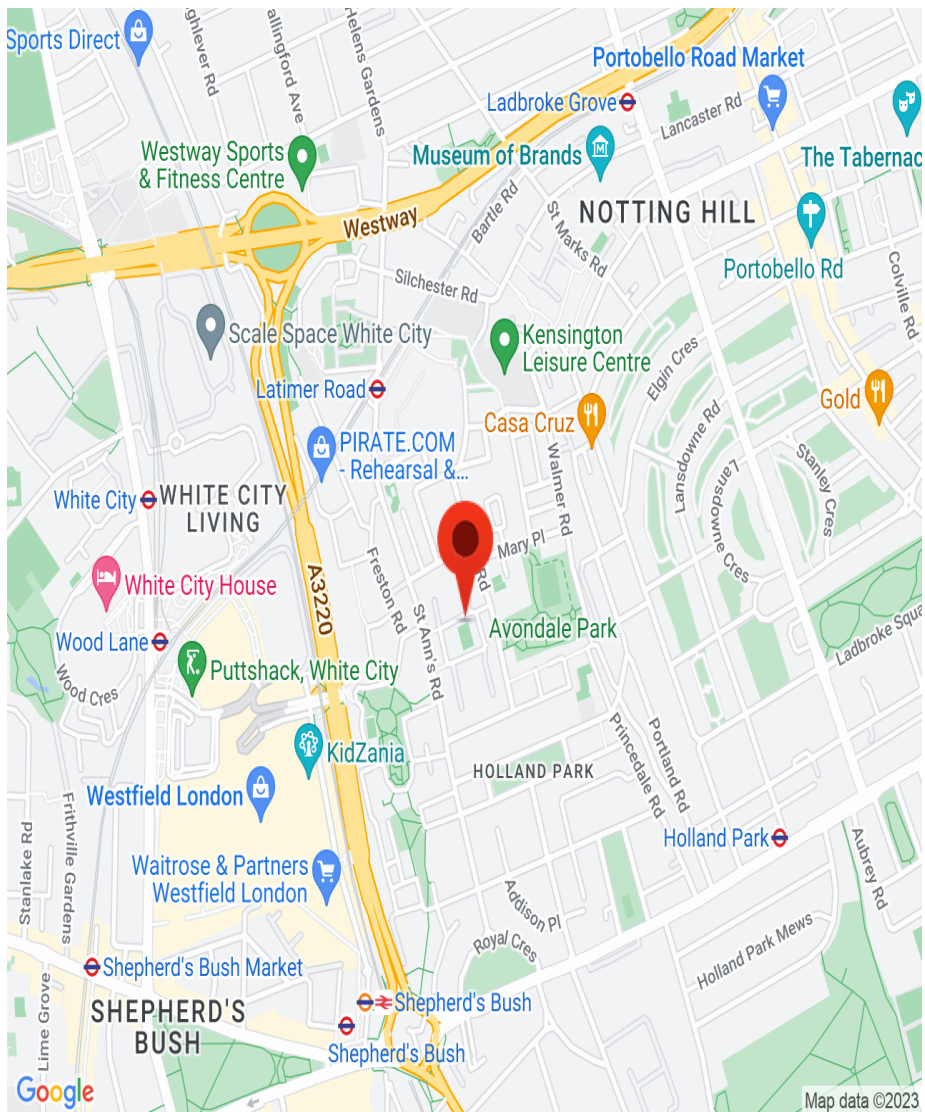 Sports Direct
ghlever Rd
allingford Ave
Helens Gardens
Portobello Road Market
Ladbroke Grove
Lancaster Rd
Westway Sports
& Fitness Centre
Museum of Brands
The Tabernac
Bartle Rd
St Marks Rd
NOTTING HILL
Westway
Portobello Rd
Silchester Rd
Colville Rd
Scale Space White City
Kensington
Leisure Centre
Elgin Cres
Latimer Road
Casa Cruz
Gold
PIRATE.COM
- Rehearsal &...
Walmer Rd
Lansdowne Rd
Lansdowne Cres
Stanley Cres
White City
WHITE CITY
LIVING
Mary Pl
Rd
A3220
Freston Rd
St Ann's Rd
White City House
Avondale Park
Ladbroke Squa
Wood Lane
Puttshack, White City
Wood Cres
KidZania
Princedale Rd
Portland Rd
HOLLAND PARK
Westfield London
Holland Park
Stanlake Rd
Frithville Gardens
Waitrose & Partners
Westfield London
Aubrey Rd
Addison Pl
Royal Cres
Holland Park Mews
Shepherd's Bush Market
Shepherd's Bush
SHEPHERD'S
BUSH
Lime Grove
Shepherd's Bush
Google
Map data ©2023